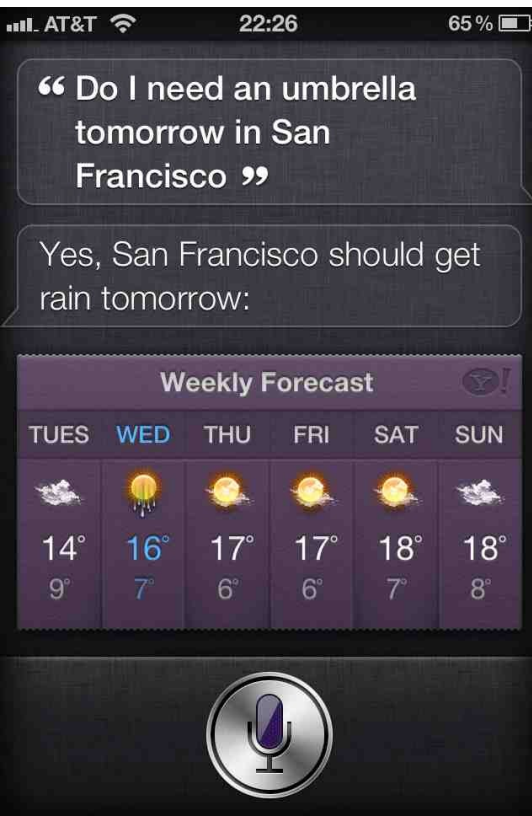 AT&T 22:26 65%
“ Do I need an umbrella
tomorrow in San
Francisco ”
Yes, San Francisco should get
rain tomorrow:
Weekly Forecast Y!
TUES WED THU FRI SAT SUN
14° 16° 17° 17° 18° 18°
9° 7° 6° 6° 7° 8°